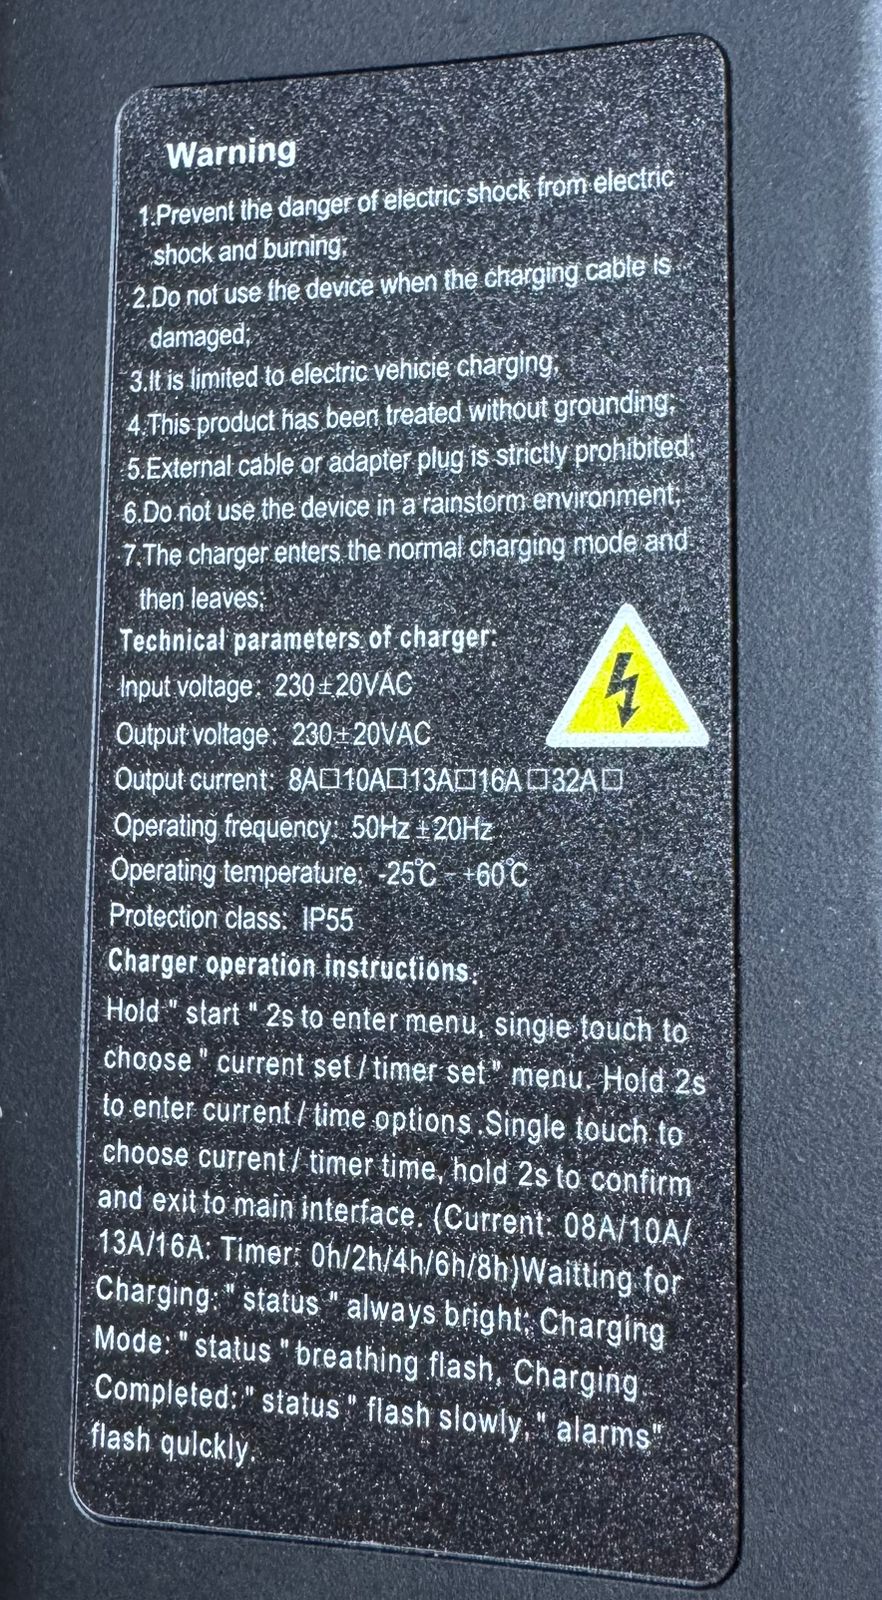 Warning
1.Prevent the danger of electric shock from electric
shock and burning;
2.Do not use the device when the charging cable is
damaged;
3.It is limited to electric vehicie charging;
4.This product has been treated without grounding;
5.External cable or adapter plug is strictly prohibited;
6.Do not use the device in a rainstorm environment;
7.The charger enters the normal charging mode and
then leaves;
Technical parameters of charger:
Input voltage: 230±20VAC
Output voltage: 230±20VAC
Output current: 8A□10A□13A□16A□32A□
Operating frequency: 50Hz±20Hz
Operating temperature: -25℃ - +60℃
Protection class: IP55
Charger operation instructions:
Hold " start " 2s to enter menu, singie touch to
choose " current set / timer set " menu. Hold 2s
to enter current / time options .Single touch to
choose current / timer time, hold 2s to confirm
and exit to main interface. (Current: 08A/10A/
13A/16A; Timer: 0h/2h/4h/6h/8h)Waitting for
Charging: " status " always bright; Charging
Mode: " status " breathing flash, Charging
Completed: " status " flash slowly, " alarms"
flash qulckly.